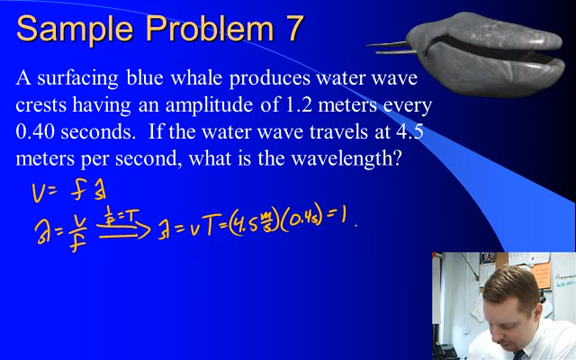 Sample Problem 7
A surfacing blue whale produces water wave
crests having an amplitude of 1.2 meters every
0.40 seconds.  If the water wave travels at 4.5
meters per second, what is the wavelength?
v = f λ
λ = v/f  1/f = T ⟹ λ = vT = (4.5 m/s)(0.4s) = 1.